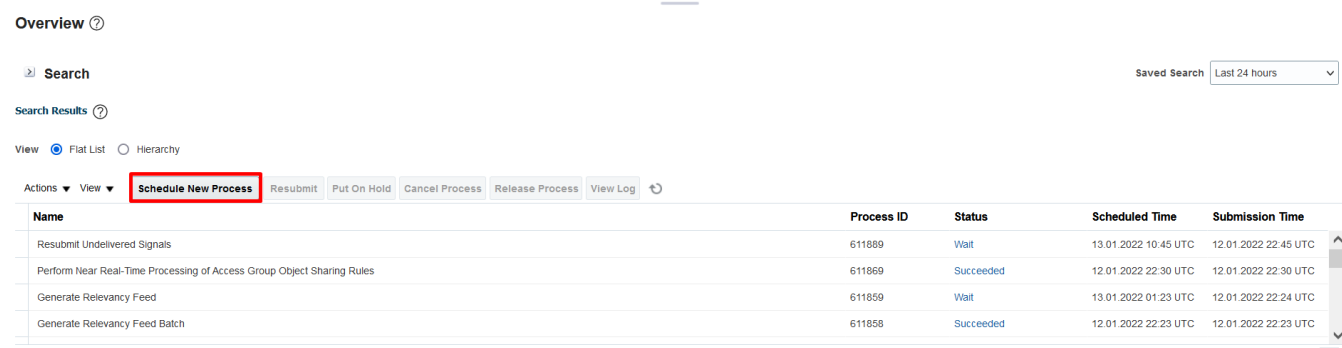 Overview ?
Search
Saved Search Last 24 hours
Search Results ?
View Flat List Hierarchy
Actions View Schedule New Process Resubmit Put On Hold Cancel Process Release Process View Log
Name Process ID Status Scheduled Time Submission Time
Resubmit Undelivered Signals 611889 Wait 13.01.2022 10:45 UTC 12.01.2022 22:45 UTC
Perform Near Real-Time Processing of Access Group Object Sharing Rules 611869 Succeeded 12.01.2022 22:30 UTC 12.01.2022 22:30 UTC
Generate Relevancy Feed 611859 Wait 13.01.2022 01:23 UTC 12.01.2022 22:24 UTC
Generate Relevancy Feed Batch 611858 Succeeded 12.01.2022 22:23 UTC 12.01.2022 22:23 UTC